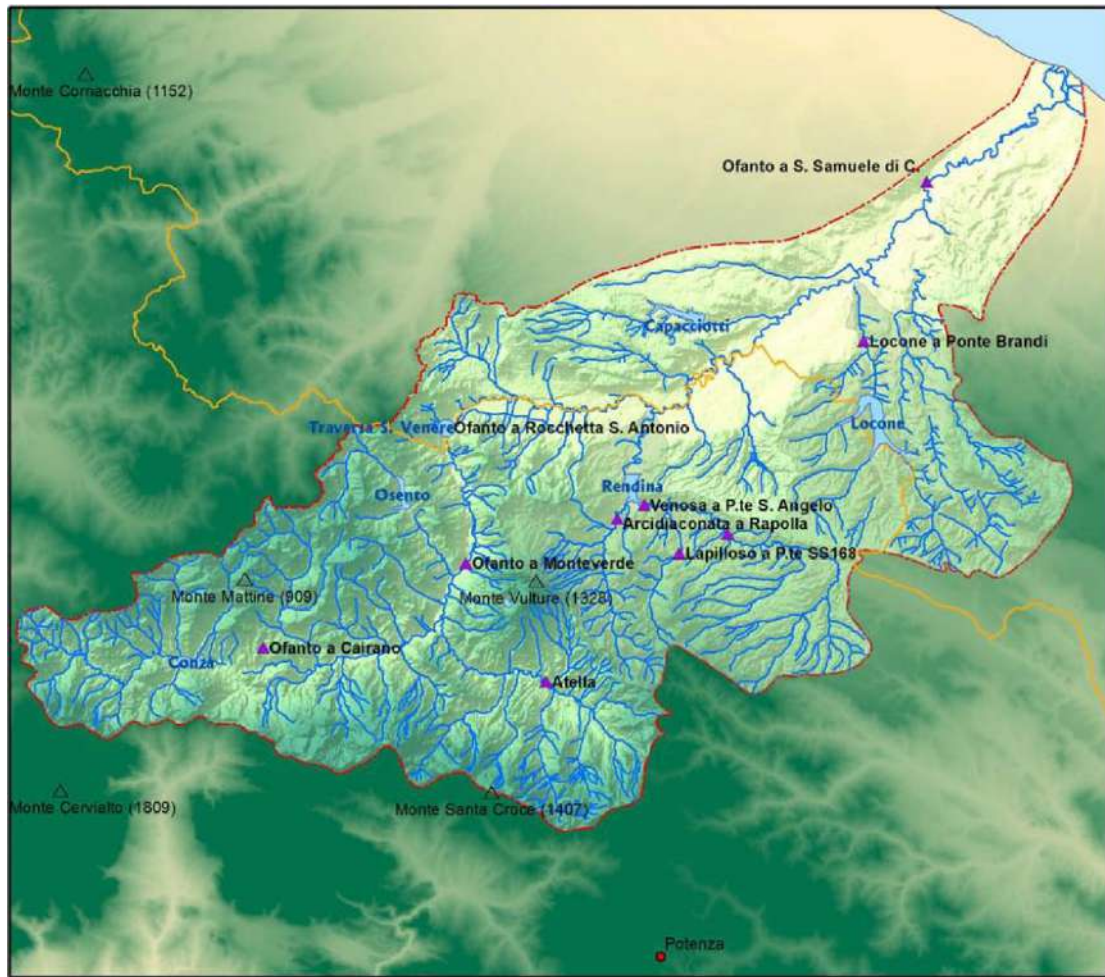 Monte Cornacchia (1152)
Ofanto a S. Samuele di C.
Capacciotti
Locone a Ponte Brandi
Traversa S. Venere
Ofanto a Rocchetta S. Antonio
Locone
Osento
Rendina
Venosa a P.te S. Angelo
Arcidiaconata a Rapolla
Lapilloso a P.te SS168
Ofanto a Monteverde
Monte Mattine (909)
Monte Vulture (1328)
Ofanto a Cairano
Conza
Atella
Monte Cervialto (1809)
Monte Santa Croce (1407)
Potenza